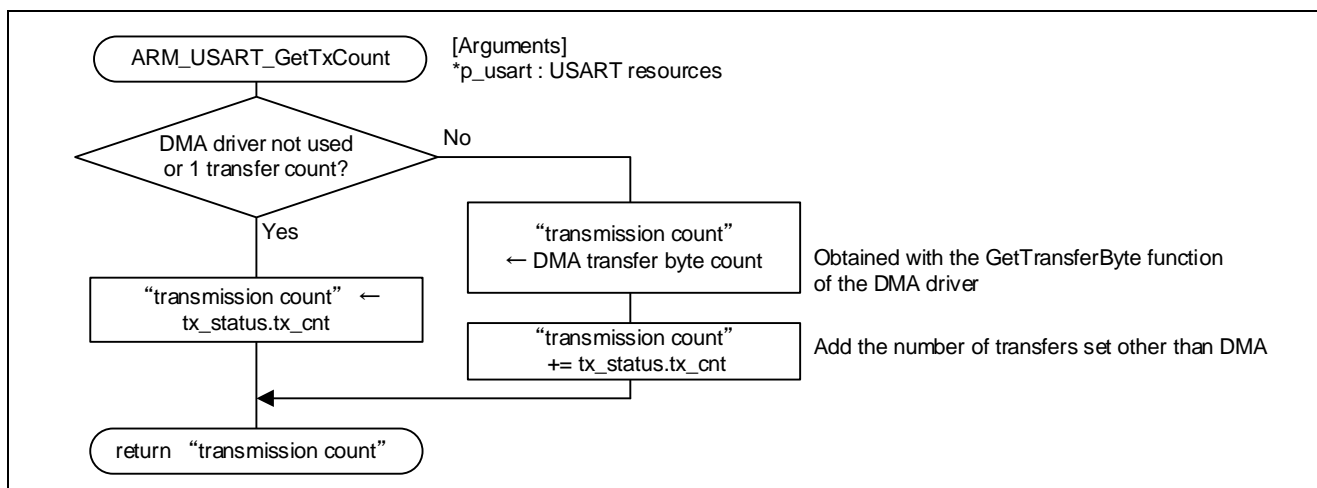 ARM_USART_GetTxCount
[Arguments]
*p_usart : USART resources
DMA driver not used
or 1 transfer count?
No
Yes
“transmission count”
← DMA transfer byte count
Obtained with the GetTransferByte function
of the DMA driver
“transmission count” ←
tx_status.tx_cnt
“transmission count”
+= tx_status.tx_cnt
Add the number of transfers set other than DMA
return “transmission count”